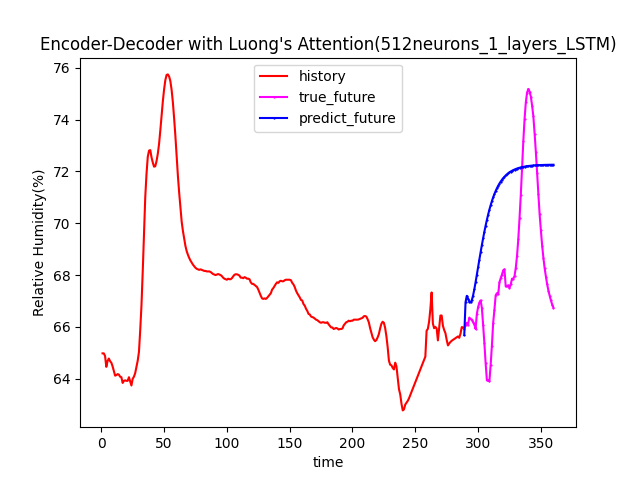 Encoder-Decoder with Luong's Attention(512neurons_1_layers_LSTM)
history
true_future
predict_future
Relative Humidity(%)
76
74
72
70
68
66
64
0 50 100 150 200 250 300 350
time